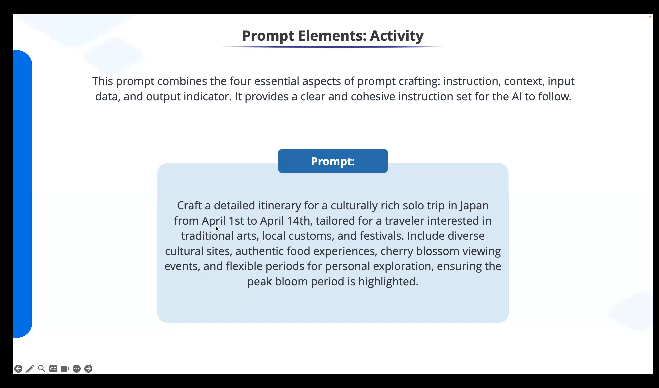 Prompt Elements: Activity
This prompt combines the four essential aspects of prompt crafting: instruction, context, input
data, and output indicator. It provides a clear and cohesive instruction set for the AI to follow.
Prompt:
Craft a detailed itinerary for a culturally rich solo trip in Japan
from April 1st to April 14th, tailored for a traveler interested in
traditional arts, local customs, and festivals. Include diverse
cultural sites, authentic food experiences, cherry blossom viewing
events, and flexible periods for personal exploration, ensuring the
peak bloom period is highlighted.